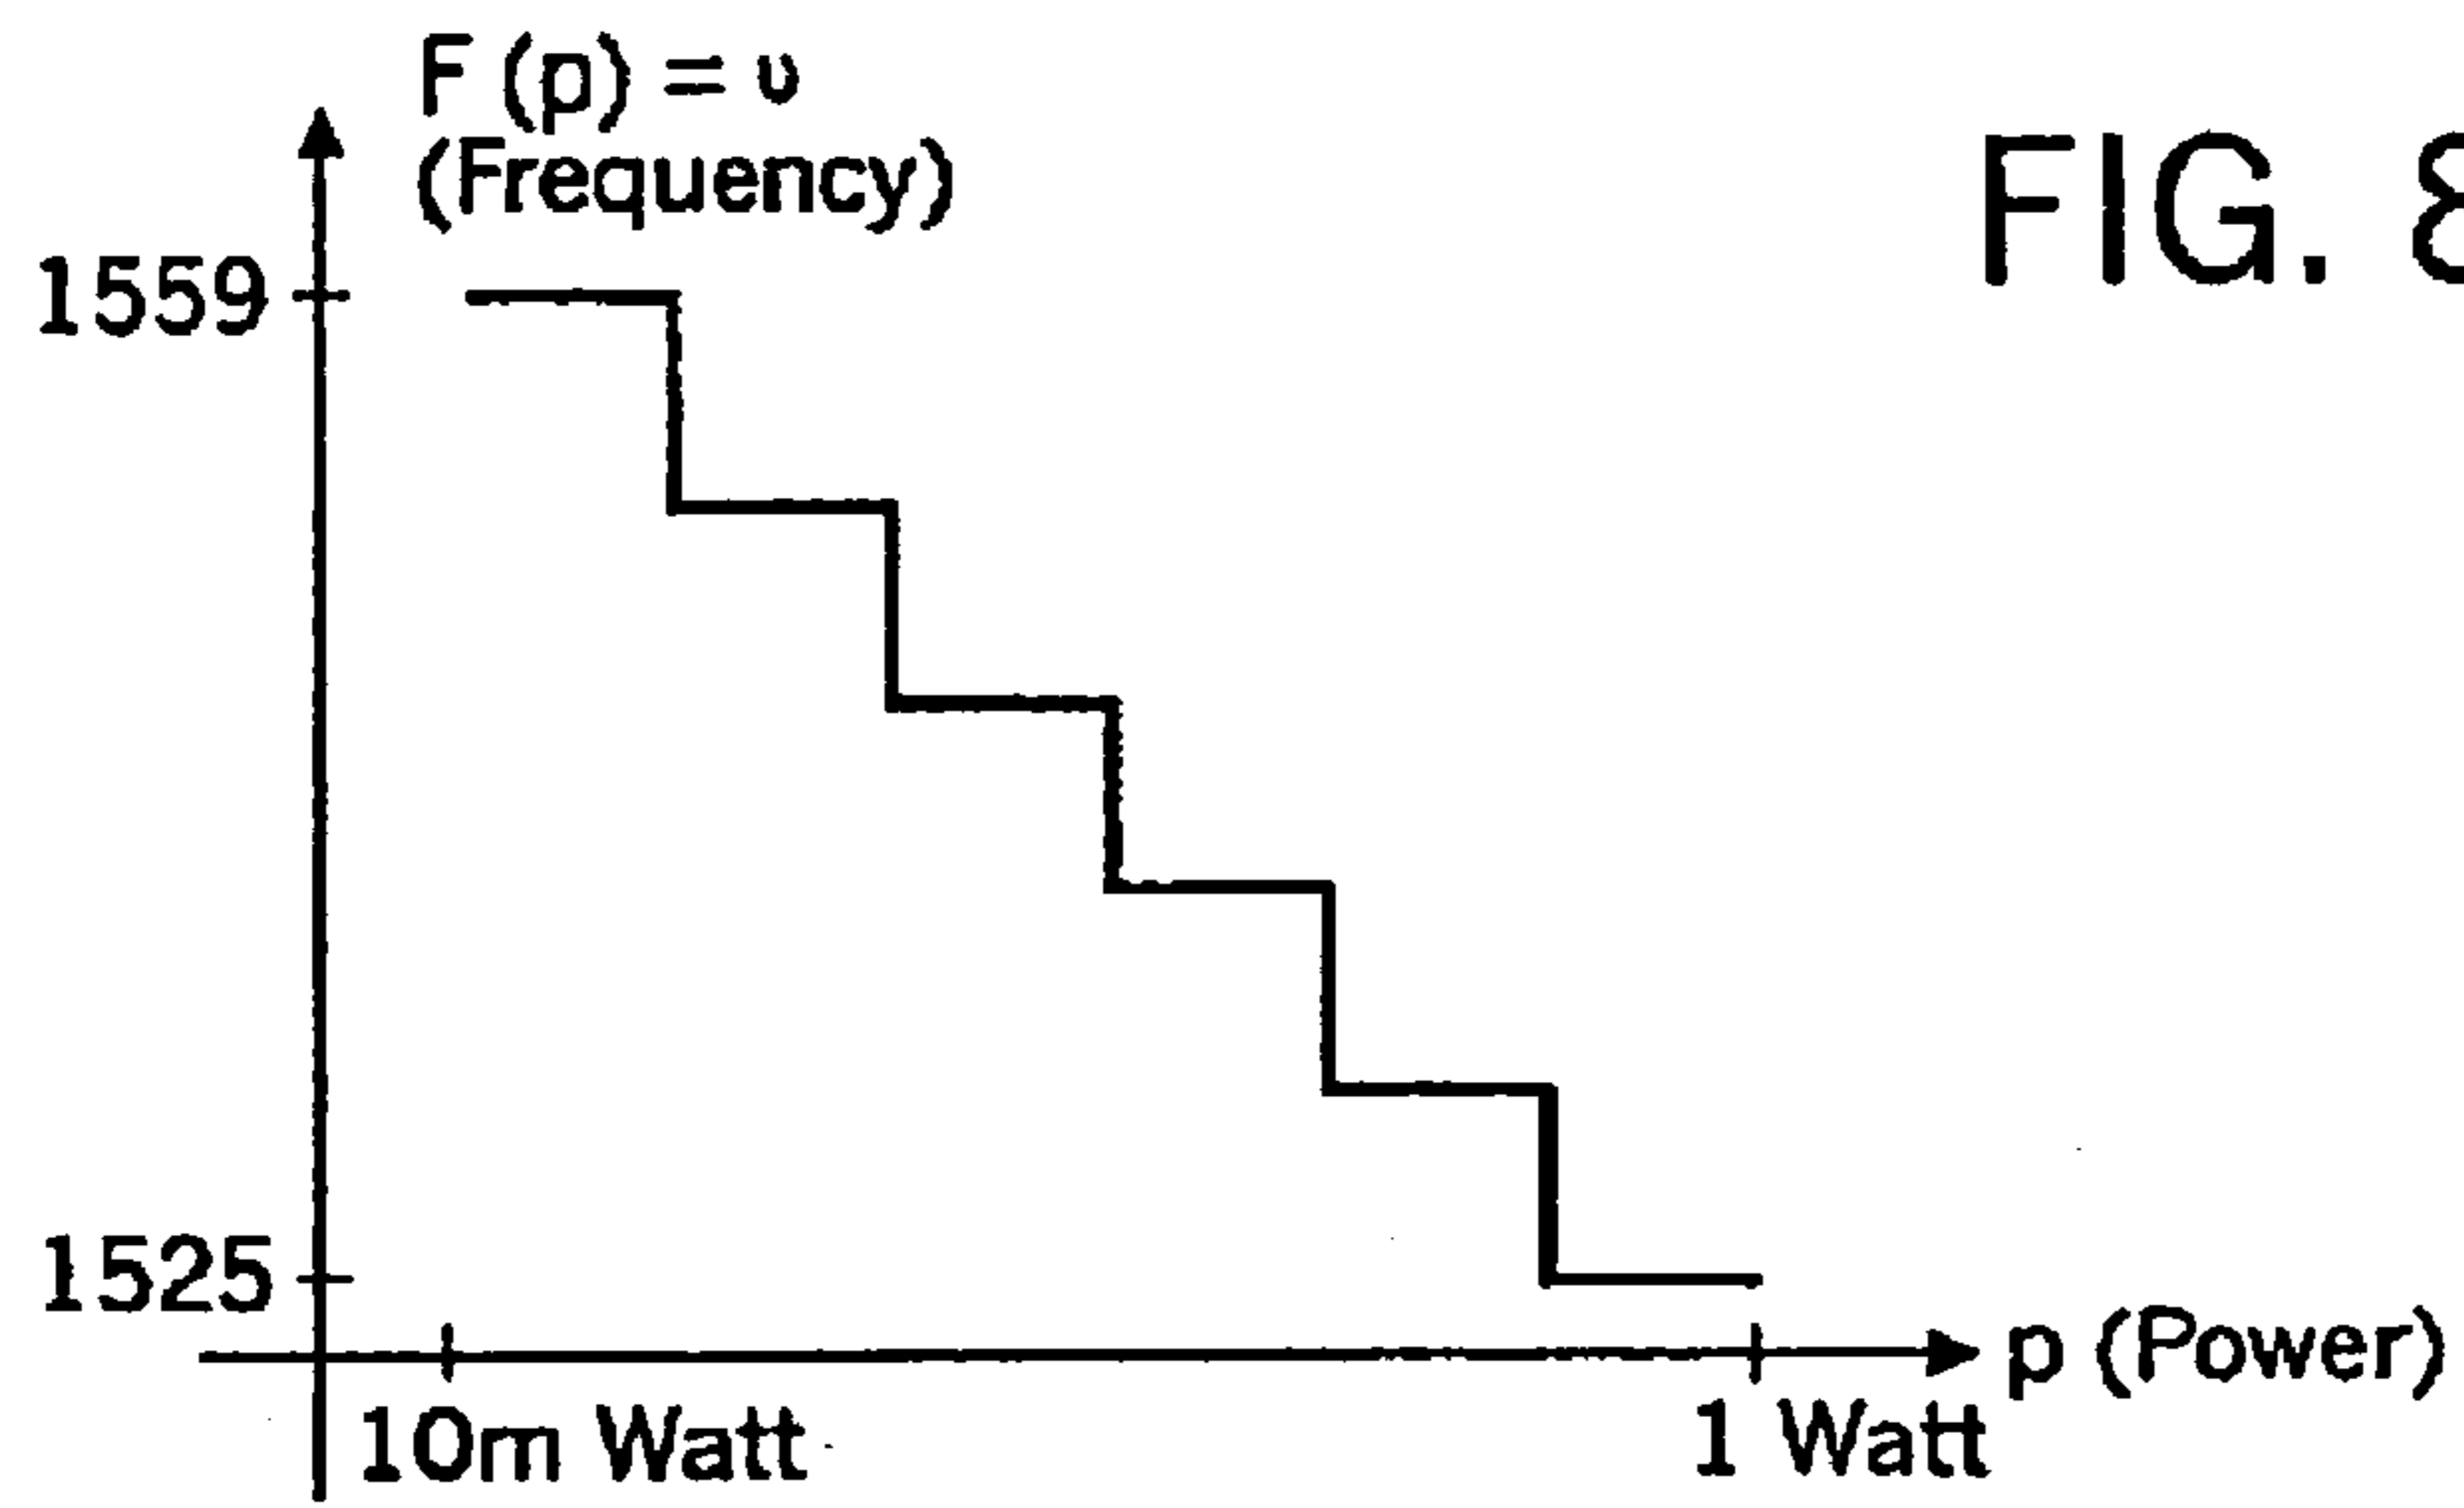 F (p) = υ
(Frequency)
FIG. 8
1559
1525
p (Power)
10m Watt
1 Watt